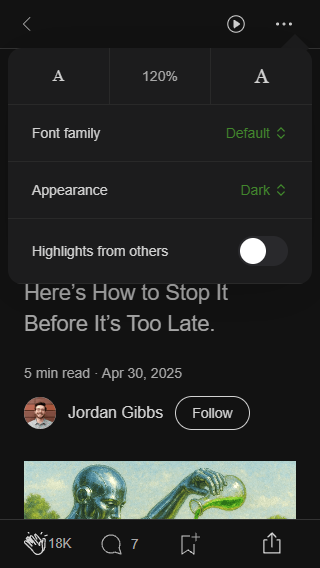 A
120%
A
Font family
Default
Appearance
Dark
Highlights from others
Here’s How to Stop It
Before It’s Too Late.
5 min read · Apr 30, 2025
Jordan Gibbs
Follow
18K
7